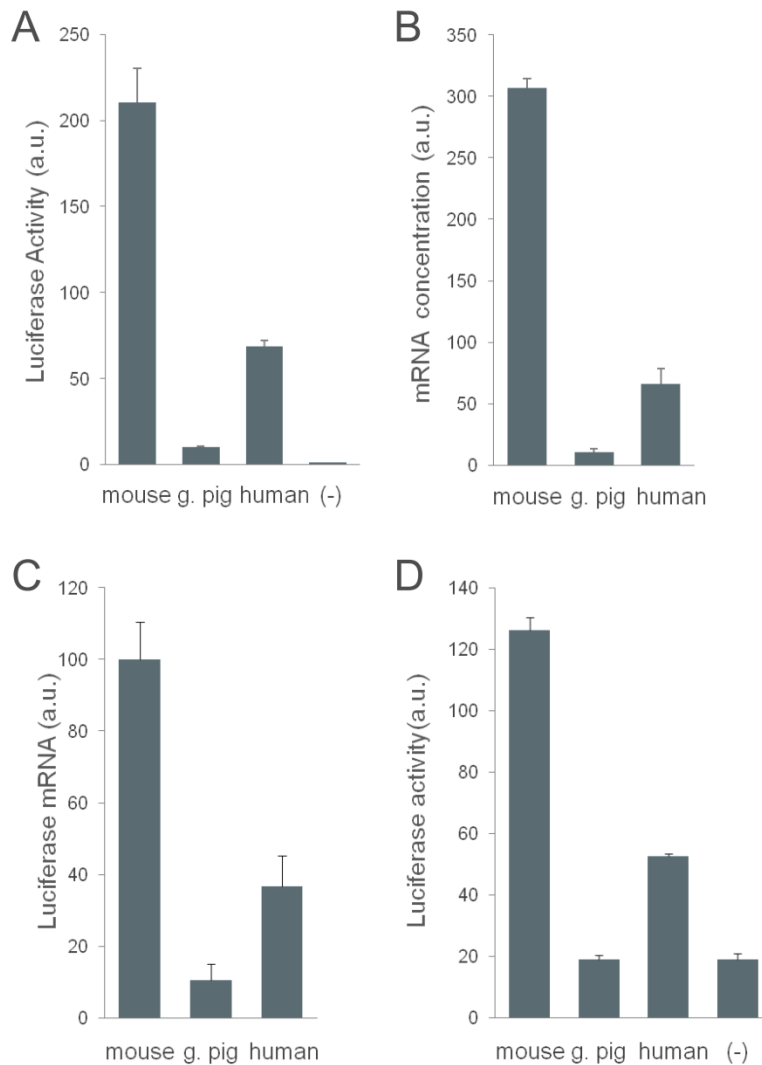 A
Luciferase Activity (a.u.)
250
200
150
100
50
0
mouse g. pig human (-)
B
mRNA concentration (a.u.)
350
300
250
200
150
100
50
0
mouse g. pig human
C
Luciferase mRNA (a.u.)
120
100
80
60
40
20
0
mouse g. pig human
D
Luciferase activity(a.u.)
140
120
100
80
60
40
20
0
mouse g. pig human (-)